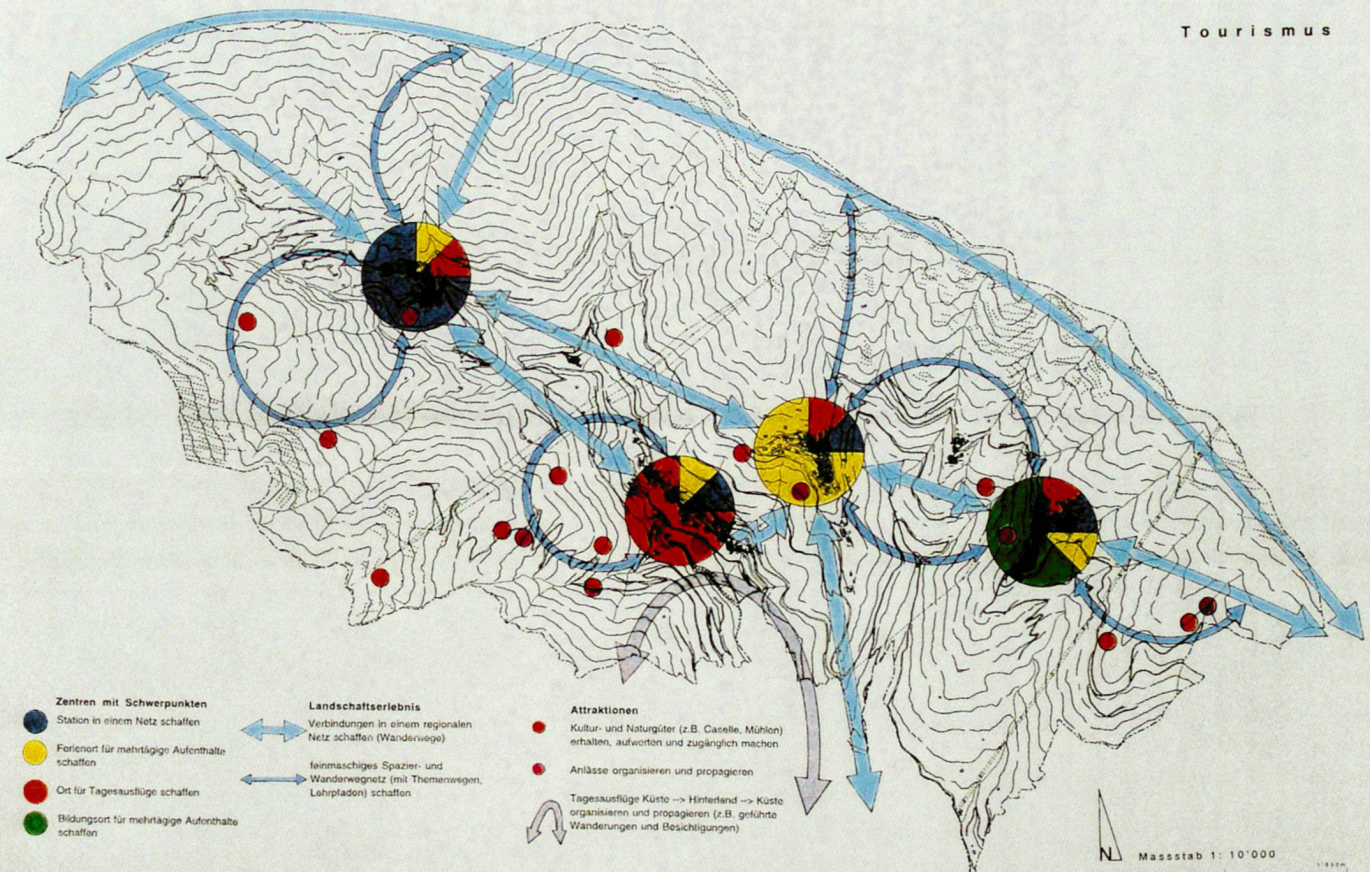 Tourismus
Zentren mit Schwerpunkten
Station in einem Netz schaffen
Ferienort für mehrtägige Aufenthalte
schaffen
Ort für Tagesausflüge schaffen
Bildungsort für mehrtägige Aufenthalte
schaffen
Landschaftserlebnis
Verbindungen in einem regionalen
Netz schaffen (Wanderwege)
feinmaschiges Spazier- und
Wanderwegnetz (mit Themenwegen,
Lehrpfaden) schaffen
Attraktionen
Kultur- und Naturgüter (z.B. Caselle, Mühlen)
erhalten, aufwerten und zugänglich machen
Anlässe organisieren und propagieren
Tagesausflüge Küste --> Hinterland --> Küste
organisieren und propagieren (z.B. geführte
Wanderungen und Besichtigungen)
N
Massstab 1: 10'000